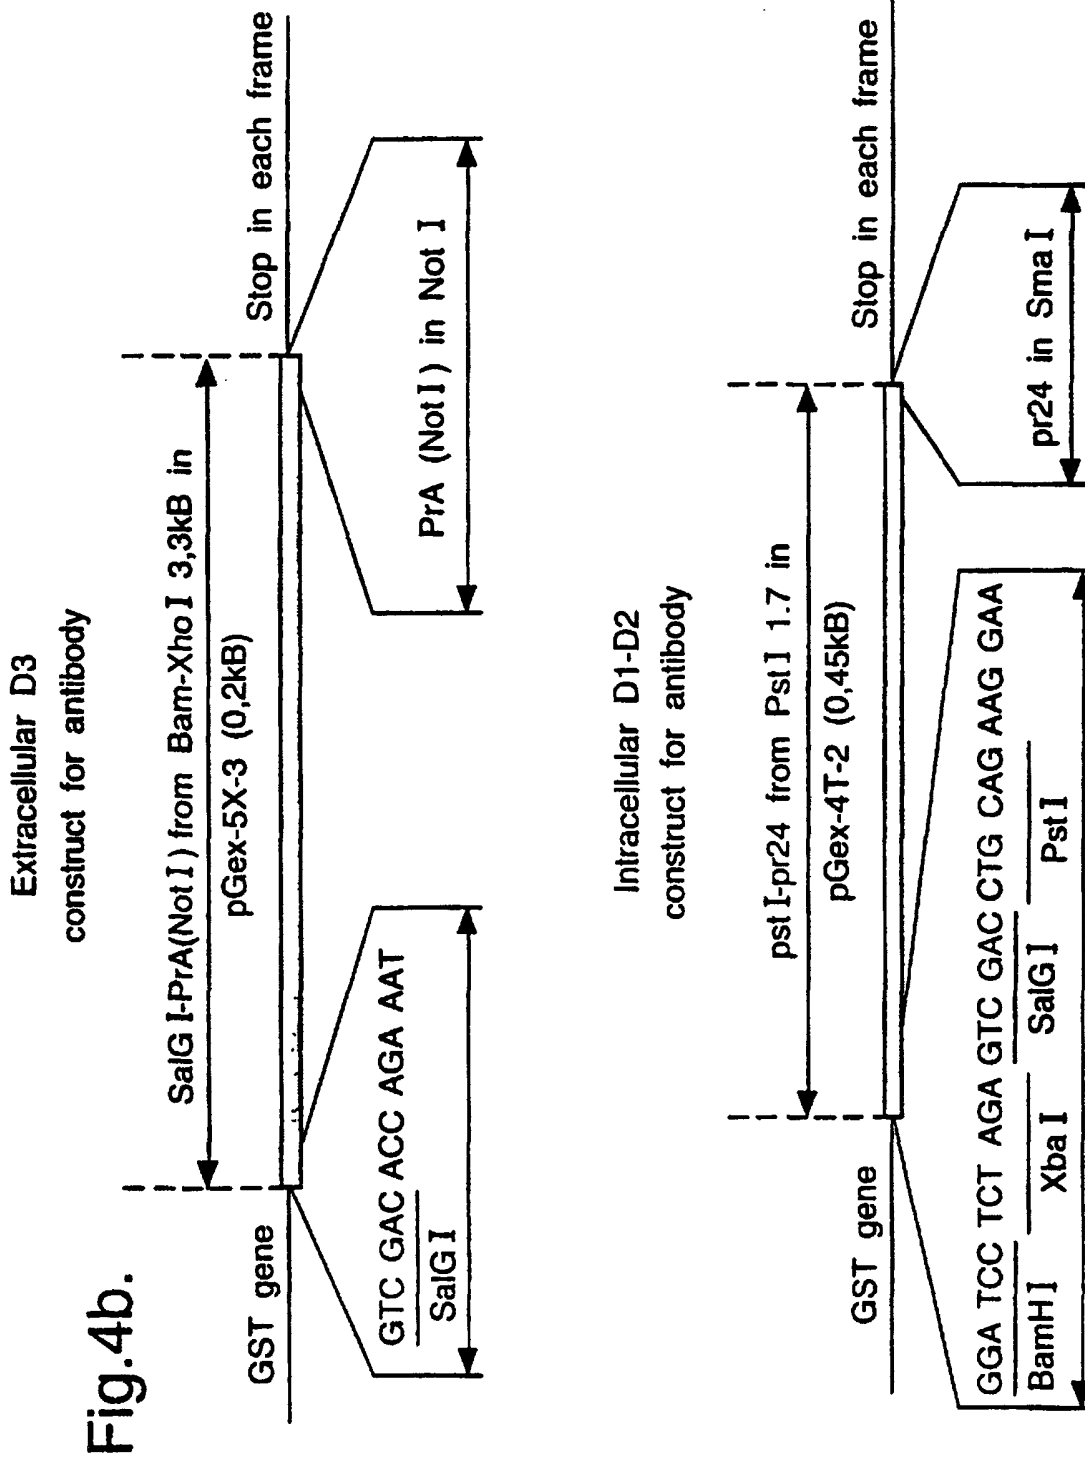 Fig.4b.
Extracellular D3
construct for antibody
SalG I-PrA(Not I) from Bam-Xho I 3,3kB in
pGex-5X-3 (0,2kB)
GST gene
Stop in each frame
GTC GAC ACC AGA AAT
SalG I
PrA (Not I) in Not I
Intracellular D1-D2
construct for antibody
pst I-pr24 from Pst I 1.7 in
pGex-4T-2 (0,45kB)
GST gene
Stop in each frame
GGA TCC TCT AGA GTC GAC CTG CAG AAG GAA
BamH I
Xba I
SalG I
Pst I
pr24 in Sma I